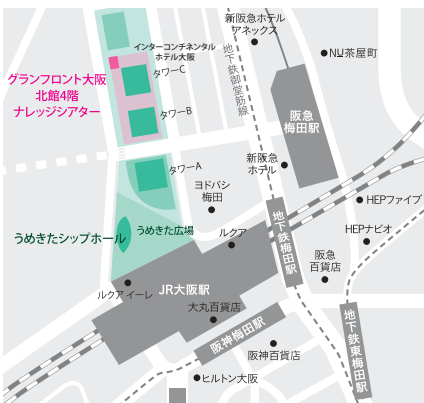 新阪急ホテル
アネックス
インターコンチネンタル
ホテル大阪
NU茶屋町
グランフロント大阪
北館4階
ナレッジシアター
タワーC
地下鉄御堂筋線
阪急
梅田駅
タワーB
タワーA
新阪急
ホテル
ヨドバシ
梅田
HEPファイブ
うめきた広場
うめきたシップホール
ルクア
地下鉄梅田駅
HEPナビオ
阪急
百貨店
ルクア イーレ
JR大阪駅
大丸百貨店
地下鉄東梅田駅
阪神梅田駅
阪神百貨店
ヒルトン大阪